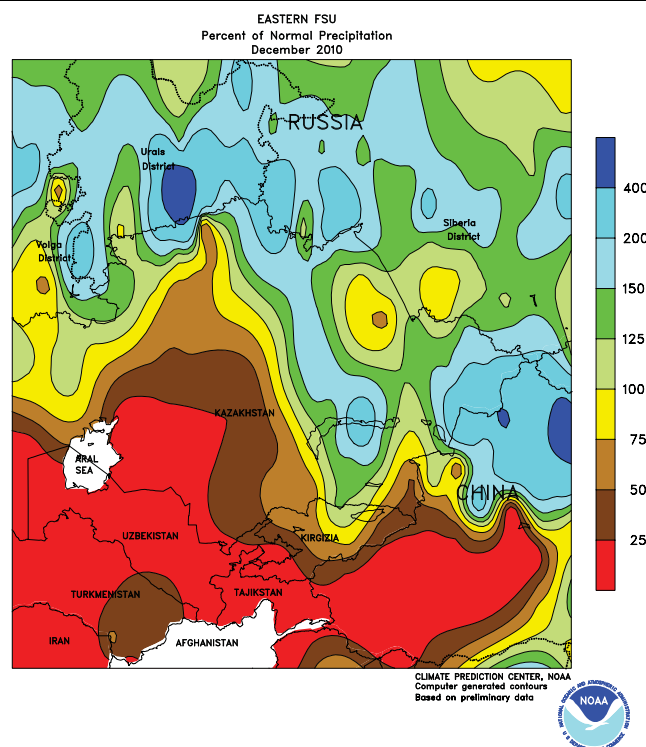 EASTERN FSU
Percent of Normal Precipitation
December 2010
RUSSIA
Urals
District
Siberia
District
Volga
District
400
200
150
125
100
75
50
25
KAZAKHSTAN
ARAL
SEA
CHINA
UZBEKISTAN
KIRGIZIA
TURKMENISTAN
TAJIKSTAN
IRAN
AFGHANISTAN
CLIMATE PREDICTION CENTER, NOAA
Computer generated contours
Based on preliminary data
NOAA